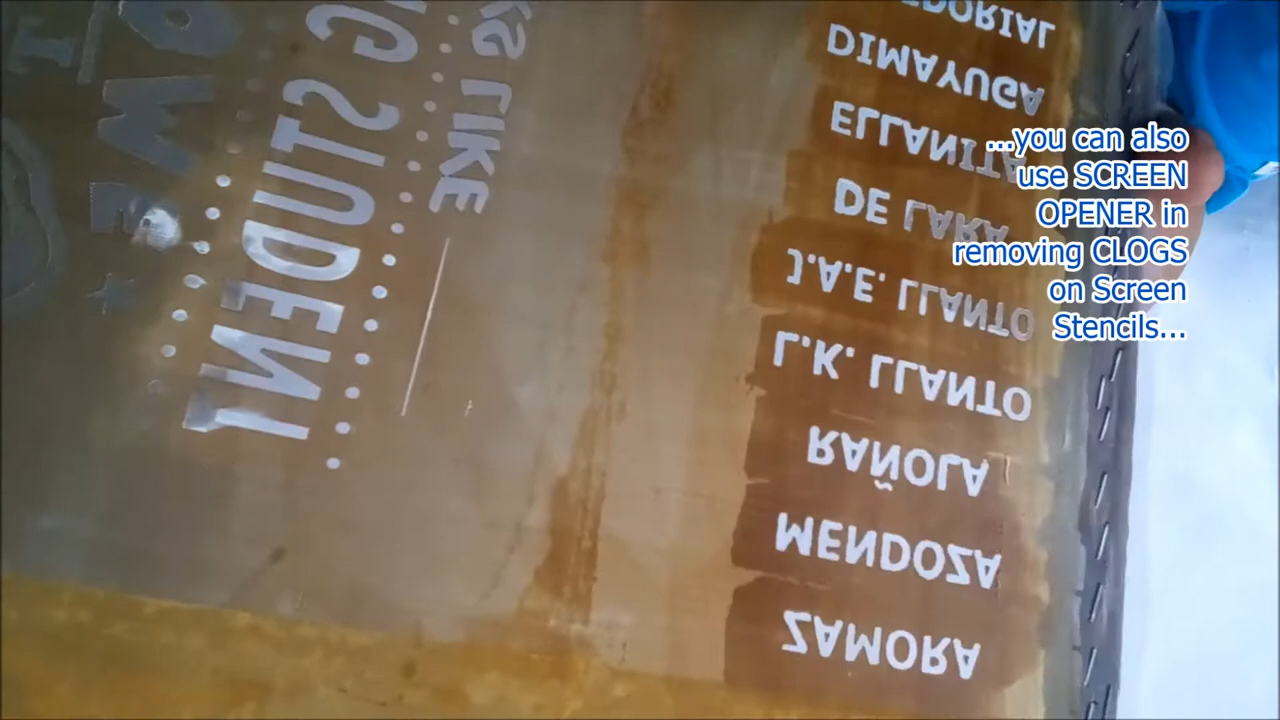 STUDENT
LIKE
DIMAYUGA
ELLANITA
DE LARA
J.A.E. LLANTO
L.K. LLANTO
RAÑOLA
MENDOZA
ZAMORA
...you can also
use SCREEN
OPENER in
removing CLOGS
on Screen
Stencils...